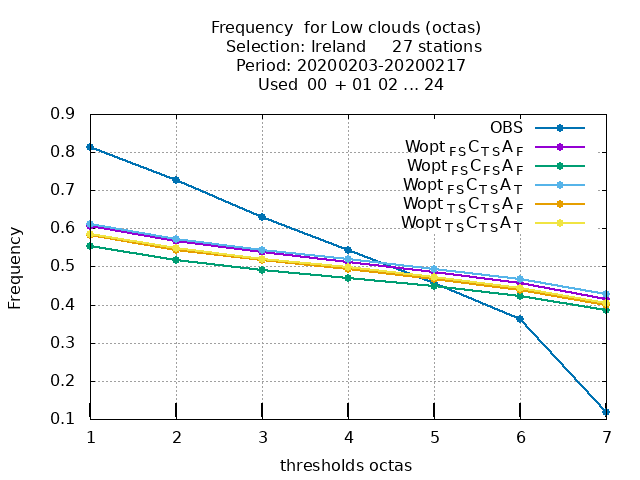 Frequency  for Low clouds (octas)
Selection: Ireland     27 stations
Period: 20200203-20200217
Used  00  + 01 02 ... 24
0.9
0.8
0.7
0.6
0.5
0.4
0.3
0.2
0.1
Frequency
OBS
Wopt FS C TS A F
Wopt FS C FS A F
Wopt FS C TS A T
Wopt TS C TS A F
Wopt TS C TS A T
1 2 3 4 5 6 7
thresholds octas